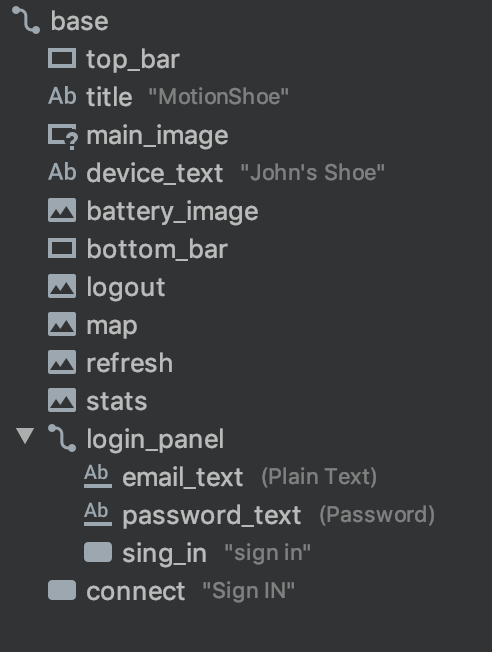 base
top_bar
Ab title "MotionShoe"
main_image
Ab device_text "John's Shoe"
battery_image
bottom_bar
logout
map
refresh
stats
login_panel
Ab email_text (Plain Text)
Ab password_text (Password)
sing_in "sign in"
connect "Sign IN"